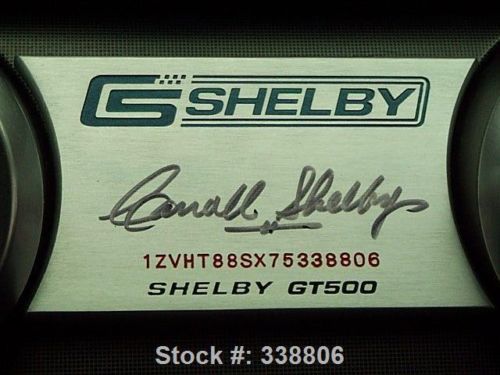 CS SHELBY
Carroll Shelby
1ZVHT88SX75338806
SHELBY GT500
Stock #: 338806